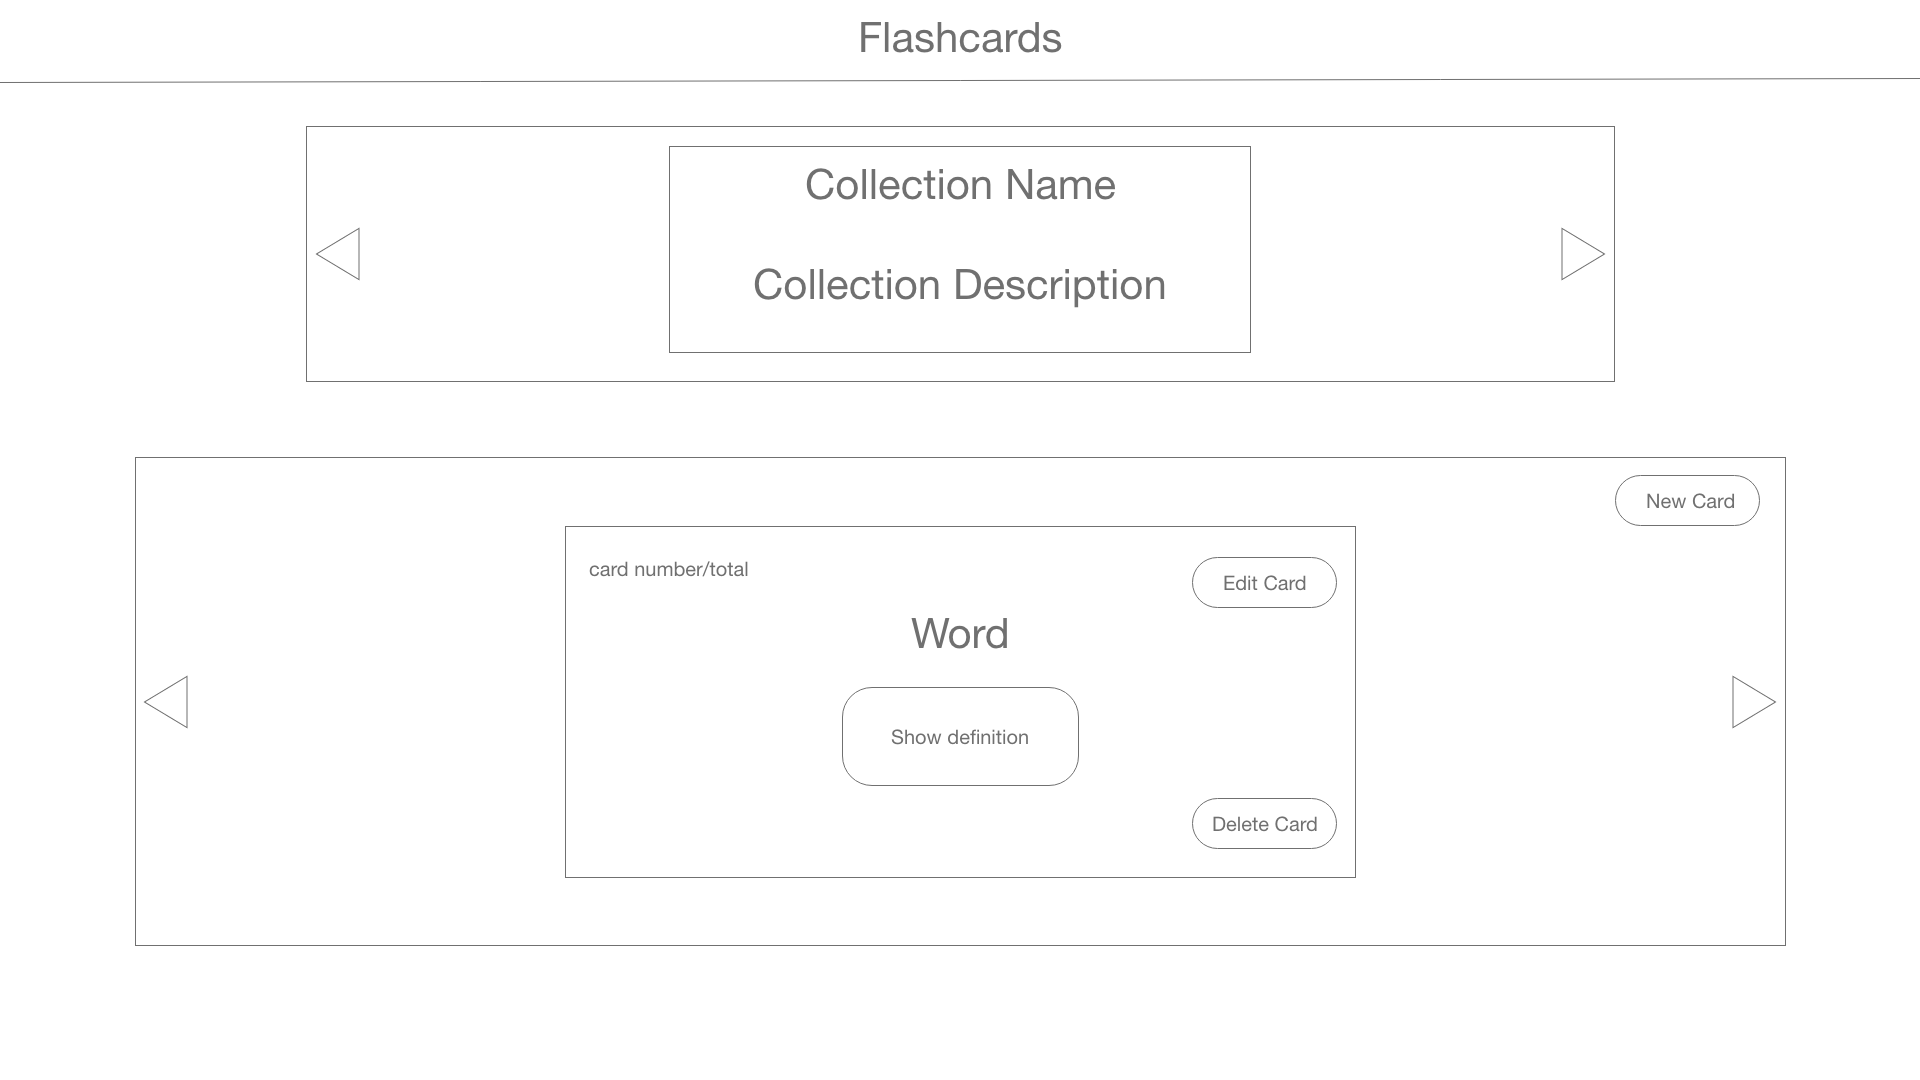 Flashcards
Collection Name
Collection Description
New Card
card number/total
Edit Card
Word
Show definition
Delete Card